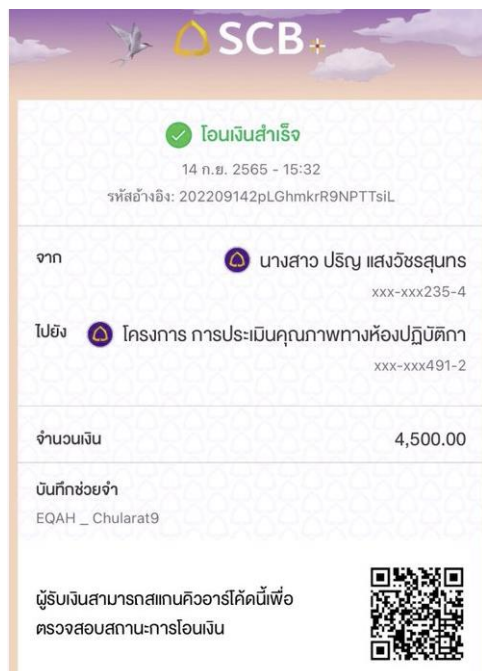 SCB
โอนเงินสำเร็จ
14 ก.ย. 2565 - 15:32
รหัสอ้างอิง: 202209142pLGhmkrR9NPTTsiL
จาก นางสาว ปริญ แสงวัชรสุนทร
xxx-xxx235-4
ไปยัง โครงการ การประเมินคุณภาพทางห้องปฏิบัติกา
xxx-xxx491-2
จำนวนเงิน 4,500.00
บันทึกช่วยจำ
EQAH _ Chularat9
ผู้รับเงินสามารถสแกนคิวอาร์โค้ดนี้เพื่อ
ตรวจสอบสถานะการโอนเงิน